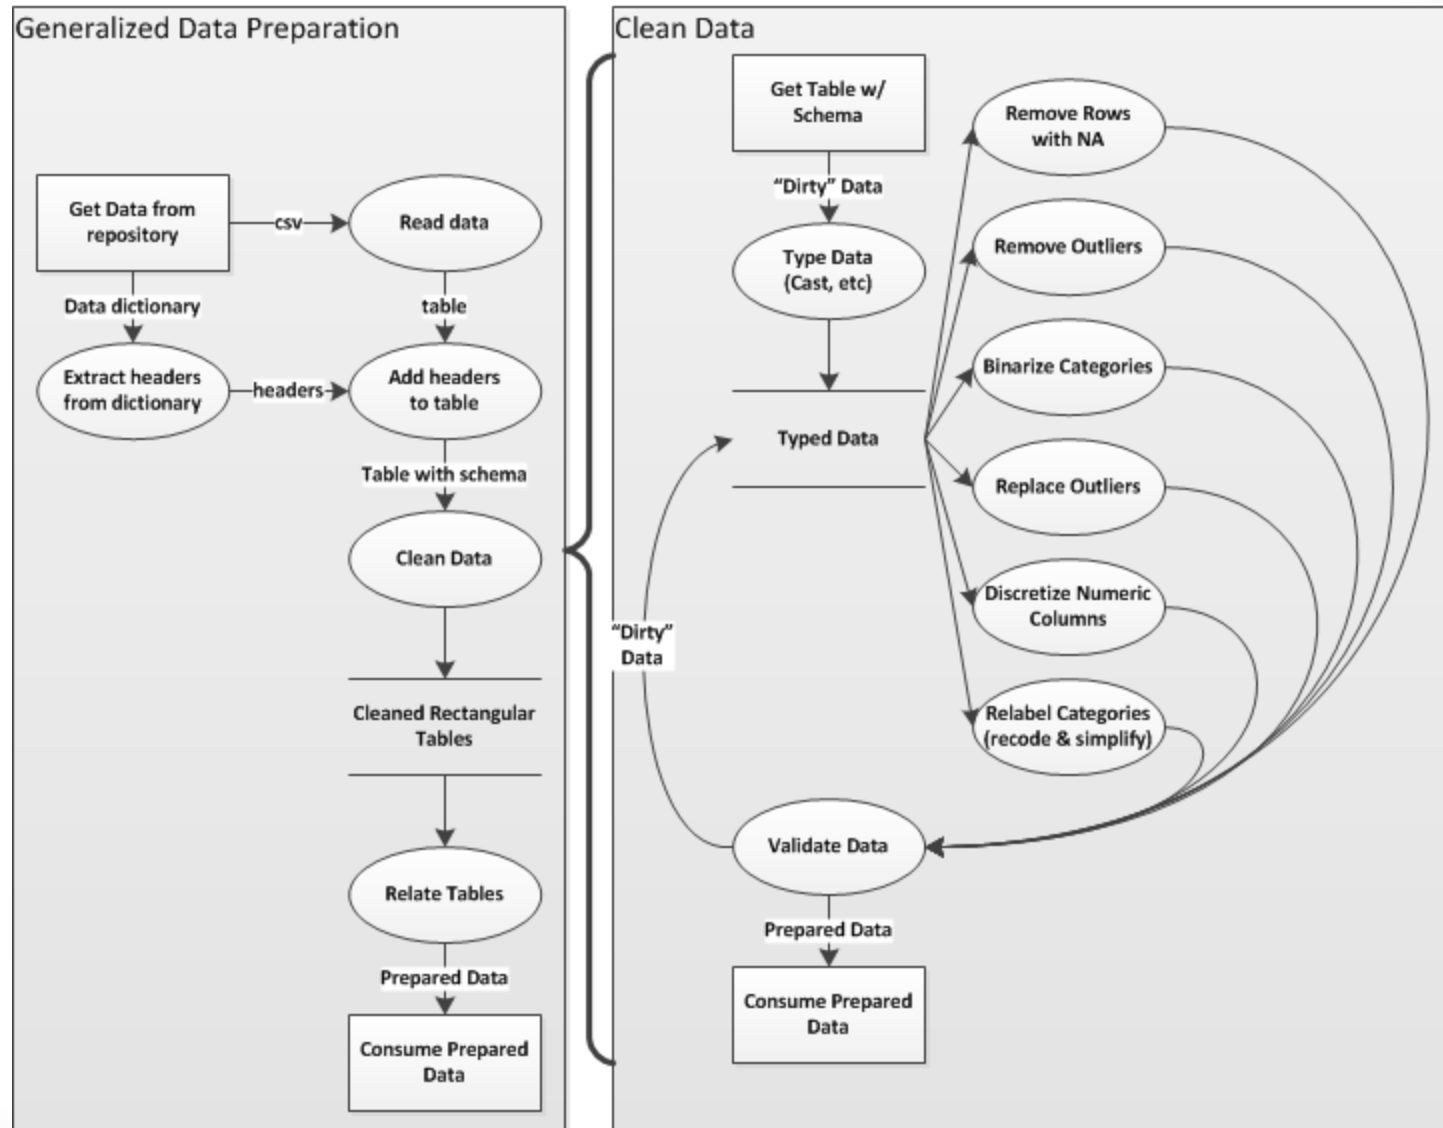 Generalized Data Preparation
Get Data from
repository
csv
Read data
Data dictionary
table
Extract headers
from dictionary
headers
Add headers
to table
Table with schema
Clean Data
Cleaned Rectangular
Tables
Relate Tables
Prepared Data
Consume Prepared
Data
Clean Data
Get Table w/
Schema
“Dirty” Data
Type Data
(Cast, etc)
Typed Data
Remove Rows
with NA
Remove Outliers
Binarize Categories
Replace Outliers
Discretize Numeric
Columns
Relabel Categories
(recode & simplify)
“Dirty”
Data
Validate Data
Prepared Data
Consume Prepared
Data